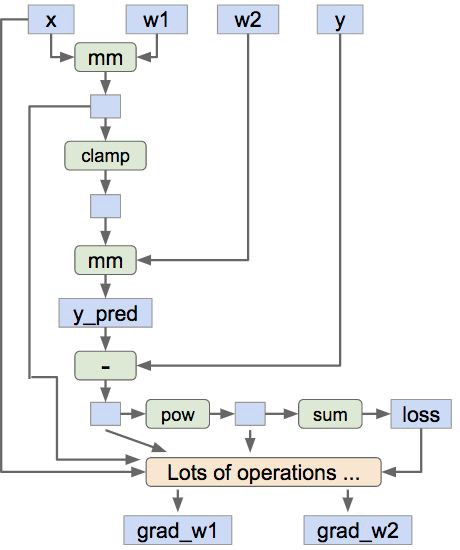 x w1 w2 y
mm
clamp
mm
y_pred
-
pow sum loss
Lots of operations ...
grad_w1 grad_w2